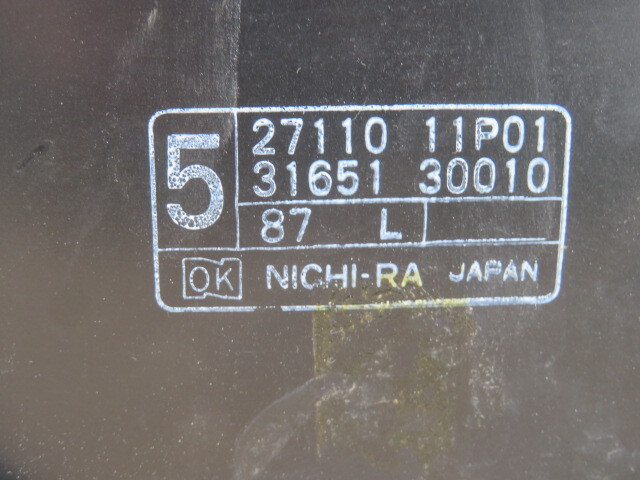 5
27110 11P01
31651 30010
87 L
OK NICHI-RA JAPAN